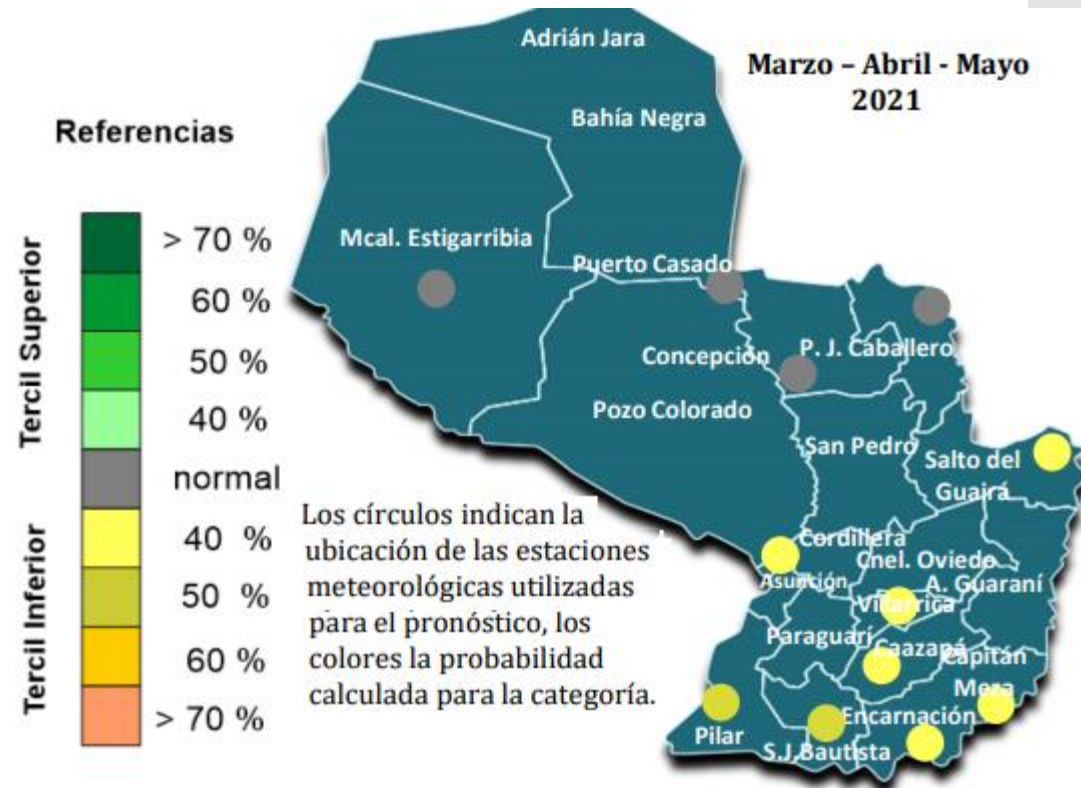 Marzo – Abril - Mayo
2021
Referencias
Tercil Superior
> 70 %
60 %
50 %
40 %
normal
Tercil Inferior
40 %
50 %
60 %
> 70 %
Los círculos indican la
ubicación de las estaciones
meteorológicas utilizadas
para el pronóstico, los
colores la probabilidad
calculada para la categoría.
Adrián Jara
Bahía Negra
Mcal. Estigarribia
Puerto Casado
Concepción
P. J. Caballero
Pozo Colorado
San Pedro
Salto del
Guairá
Cordillera
Cnel. Oviedo
Asunción
A. Guaraní
Villarrica
Paraguarí
Caazapá
Capitán
Meza
Encarnación
Pilar
S.J.Bautista